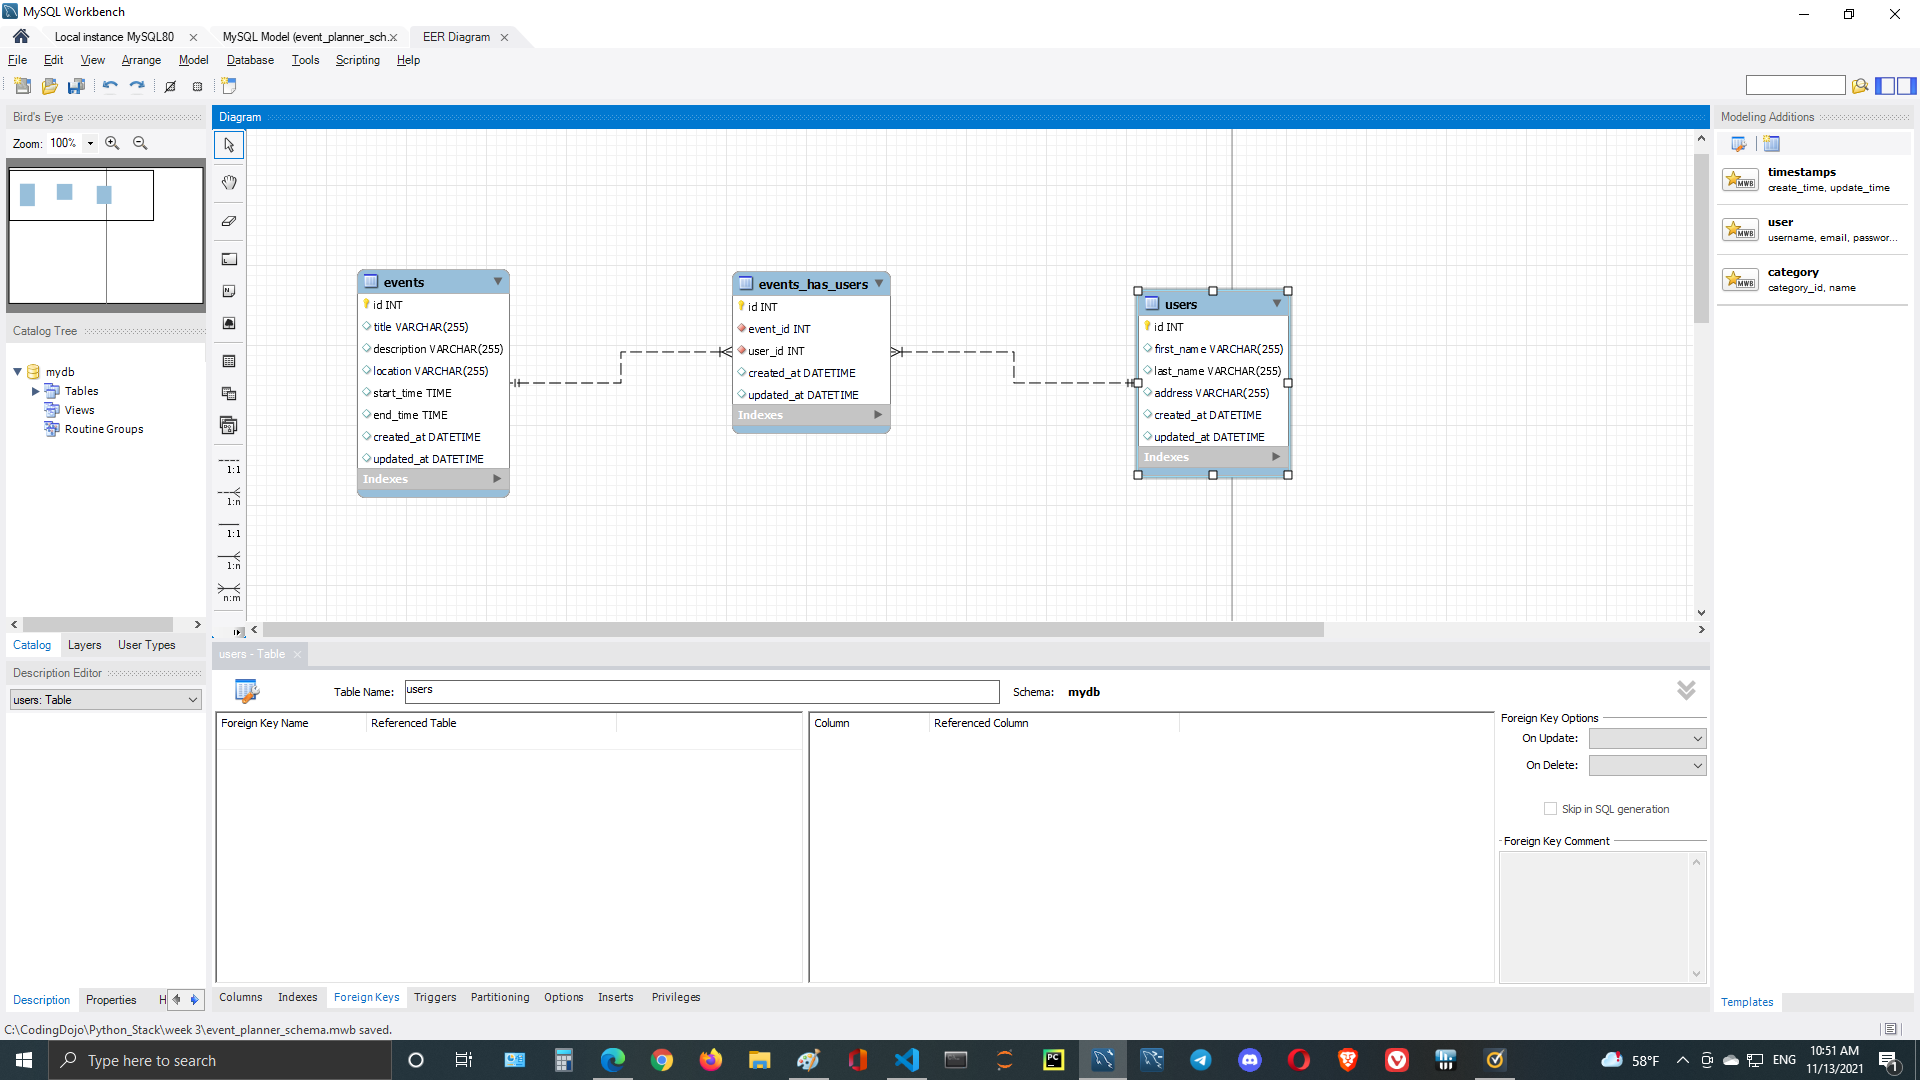 MySQL Workbench
Local instance MySQL80
MySQL Model (event_planner_sch...
EER Diagram
File Edit View Arrange Model Database Tools Scripting Help
Bird's Eye
Zoom: 100%
Catalog Tree
mydb
Tables
Views
Routine Groups
Catalog Layers User Types
Description Editor
users: Table
Description Properties H
Diagram
1:1
1:n
1:1
1:n
n:m
events
id INT
title VARCHAR(255)
description VARCHAR(255)
location VARCHAR(255)
start_time TIME
end_time TIME
created_at DATETIME
updated_at DATETIME
Indexes
events_has_users
id INT
event_id INT
user_id INT
created_at DATETIME
updated_at DATETIME
Indexes
users
id INT
first_name VARCHAR(255)
last_name VARCHAR(255)
address VARCHAR(255)
created_at DATETIME
updated_at DATETIME
Indexes
Modeling Additions
MWB
timestamps
create_time, update_time
MWB
user
username, email, passwor...
MWB
category
category_id, name
Templates
users - Table
Table Name: users Schema: mydb
Foreign Key Name Referenced Table
Column Referenced Column
Foreign Key Options
On Update:
On Delete:
Skip in SQL generation
Foreign Key Comment
Columns Indexes Foreign Keys Triggers Partitioning Options Inserts Privileges
C:\CodingDojo\Python_Stack\week 3\event_planner_schema.mwb saved.
Type here to search
PC
58°F
ENG
10:51 AM
11/13/2021
1